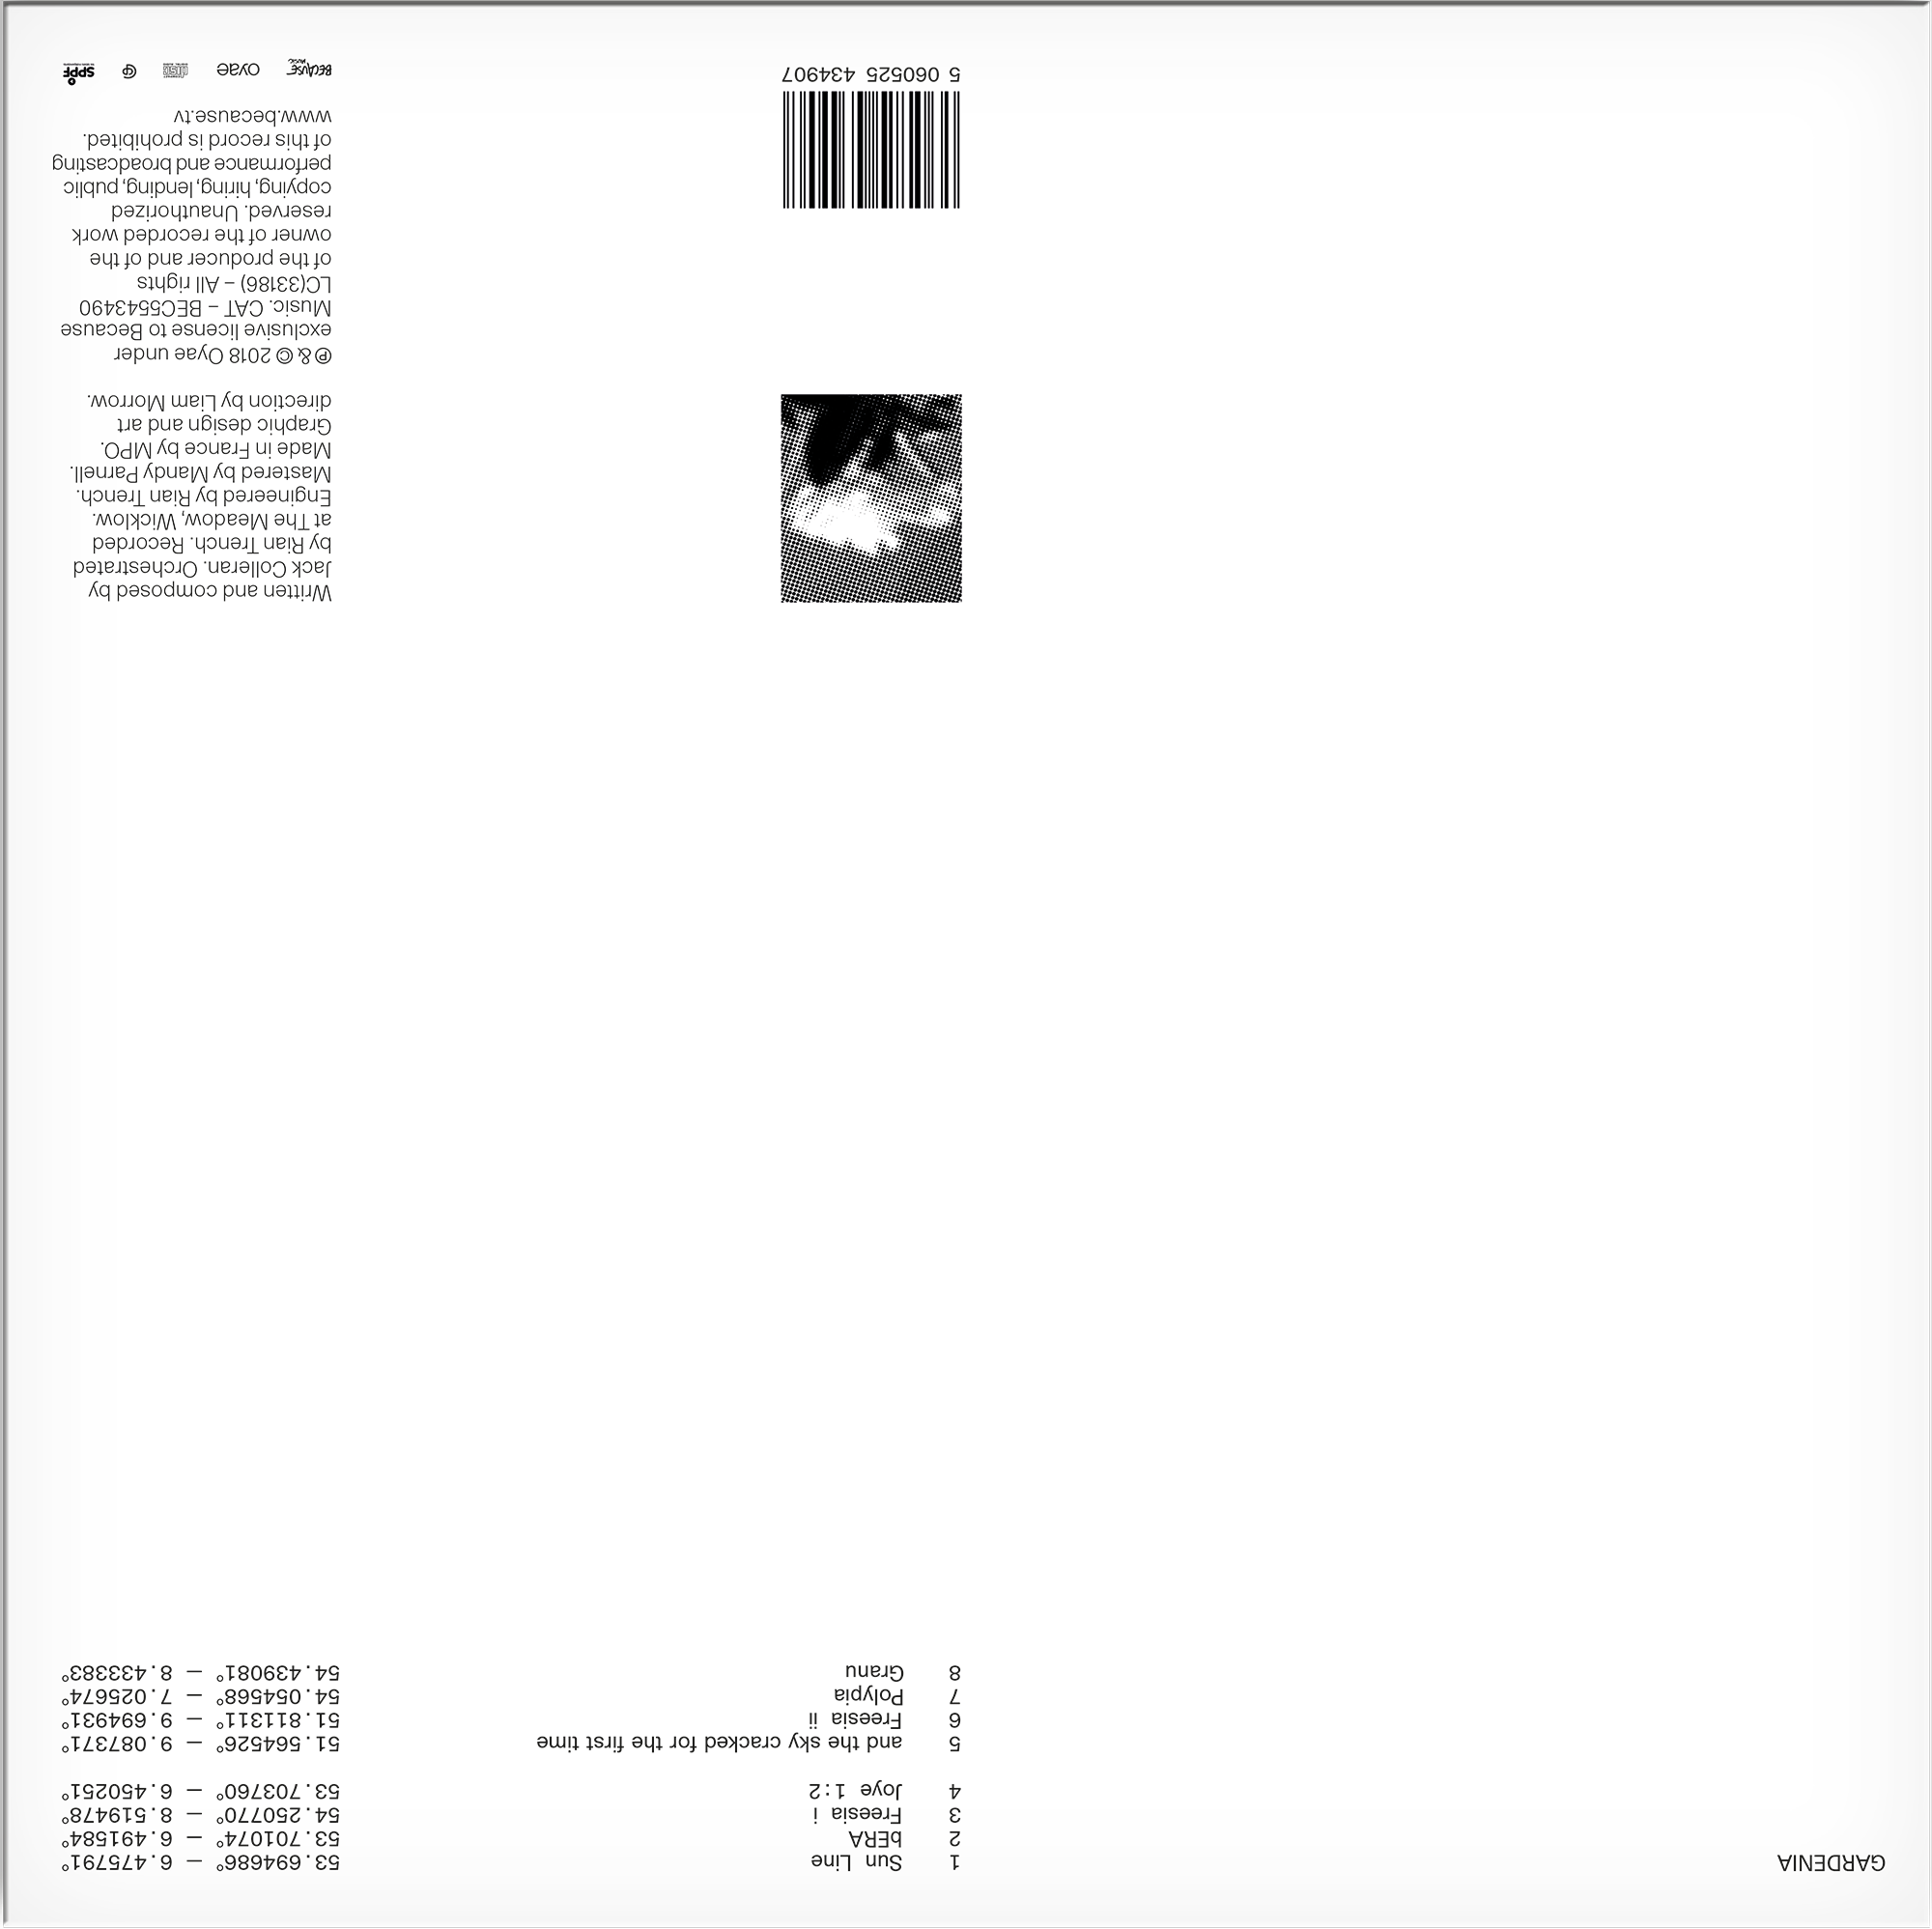 GARDENIA
1 Sun Line 53.694686° — 6.475791°
2 bERA 53.701074° — 6.491584°
3 Freesia i 54.250770° — 8.519478°
4 Joye 1:2 53.703760° — 6.450251°
5 and the sky cracked for the first time 51.564526° — 9.087371°
6 Freesia ii 51.811311° — 9.694931°
7 Polypia 54.054568° — 7.025674°
8 Granu 54.439081° — 8.433383°
Written and composed by
Jack Colleran. Orchestrated
by Rian Trench. Recorded
at The Meadow, Wicklow.
Engineered by Rian Trench.
Mastered by Mandy Parnell.
Made in France by MPO.
Graphic design and art
direction by Liam Morrow.
℗ & © 2018 Oyae under
exclusive license to Because
Music. CAT – BEC5543490
LC(33186) – All rights
of the producer and of the
owner of the recorded work
reserved. Unauthorized
copying, hiring, lending, public
performance and broadcasting
of this record is prohibited.
www.because.tv
5 060525 434907
BECAUSE MUSIC oyae disc SPPF